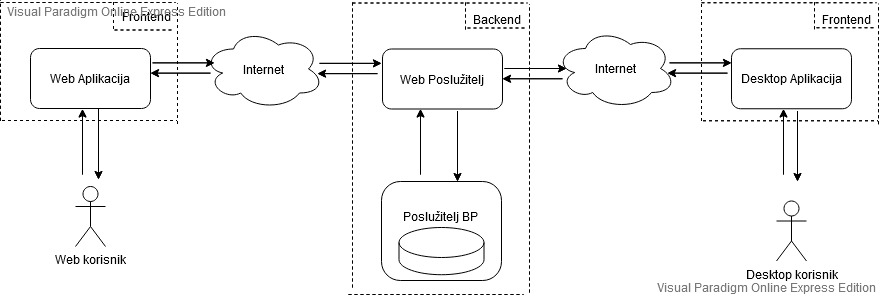 Visual Paradigm Online Express Edition
Frontend
Backend
Frontend
Web Aplikacija
Internet
Web Poslužitelj
Internet
Desktop Aplikacija
Poslužitelj BP
Web korisnik
Desktop korisnik
Visual Paradigm Online Express Edition